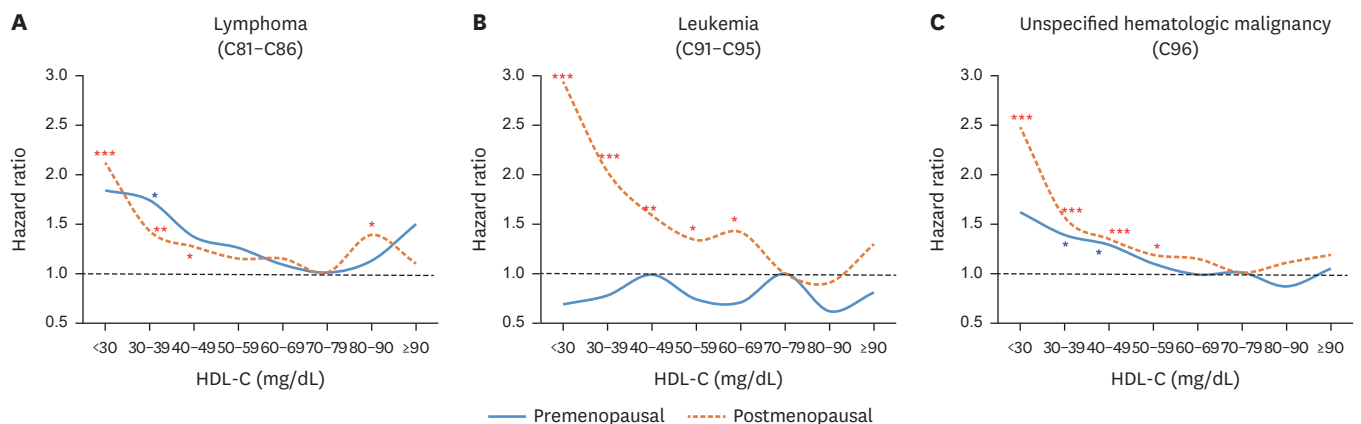 A
Lymphoma
(C81–C86)
Hazard ratio
3.0
2.5
2.0
1.5
1.0
0.5
***
*
**
*
*
<30 30–39 40–49 50–59 60–69 70–79 80–90 ≥90
HDL-C (mg/dL)
B
Leukemia
(C91–C95)
Hazard ratio
3.0
2.5
2.0
1.5
1.0
0.5
***
***
**
*
*
<30 30–39 40–49 50–59 60–69 70–79 80–90 ≥90
HDL-C (mg/dL)
C
Unspecified hematologic malignancy
(C96)
Hazard ratio
3.0
2.5
2.0
1.5
1.0
0.5
***
***
*
***
*
*
<30 30–39 40–49 50–59 60–69 70–79 80–90 ≥90
HDL-C (mg/dL)
Premenopausal Postmenopausal